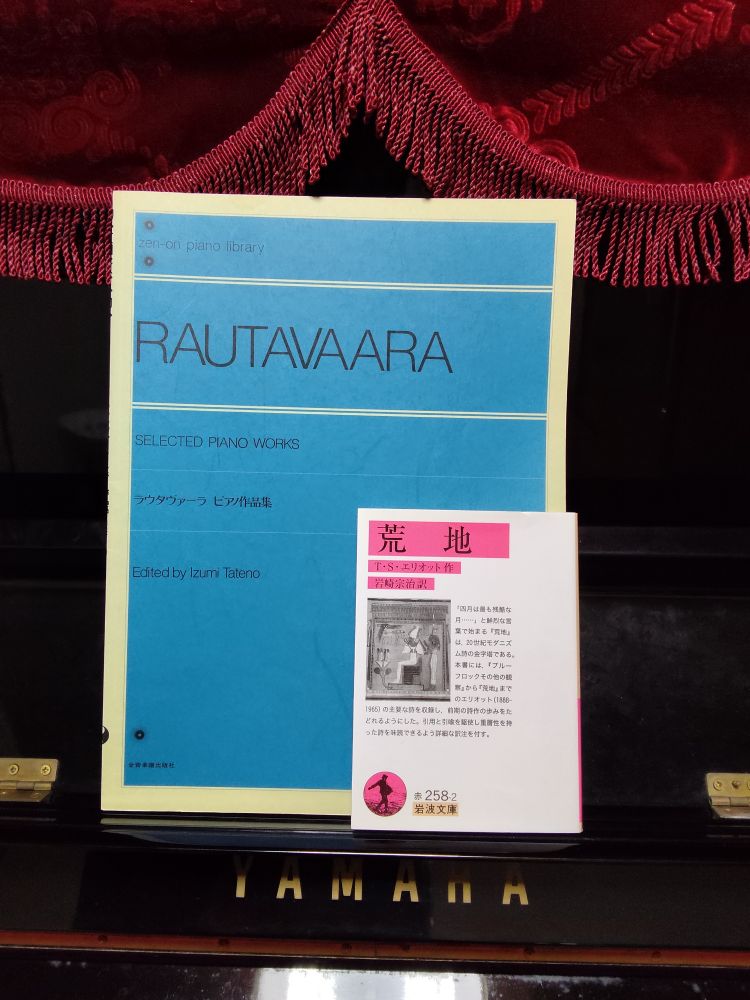 zen-on piano library
RAUTAVAARA
SELECTED PIANO WORKS
ラウタヴァーラ ピアノ作品集
Edited by Izumi Tateno
全音楽譜出版社
荒地
T・S・エリオット作
岩崎宗治訳
「四月は最も残酷な
月……」と鮮烈な言
葉で始まる『荒地』
は、20世紀モダニズ
ム詩の金字塔である。
本書には、『プルー
フロックその他の観
察』から『荒地』まで
のエリオット(1888-
1965)の主要な詩を収録し、前期の詩作の歩みをた
どれるようにした。引用と引喩を駆使し重層性を持
った詩を味読できるよう詳細な訳注を付す。
赤 258-2
岩波文庫
YAMAHA